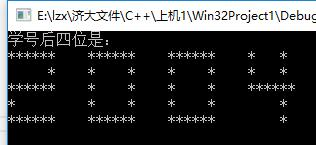 E:\lzx\济大文件\C++\上机1\Win32Project1\Debug
学号后四位是:
******    ******    ******    *   *
     *    *    *    *    *    *   *
******    *    *    *    *    ******
*         *    *    *    *        *
******    ******    ******        *